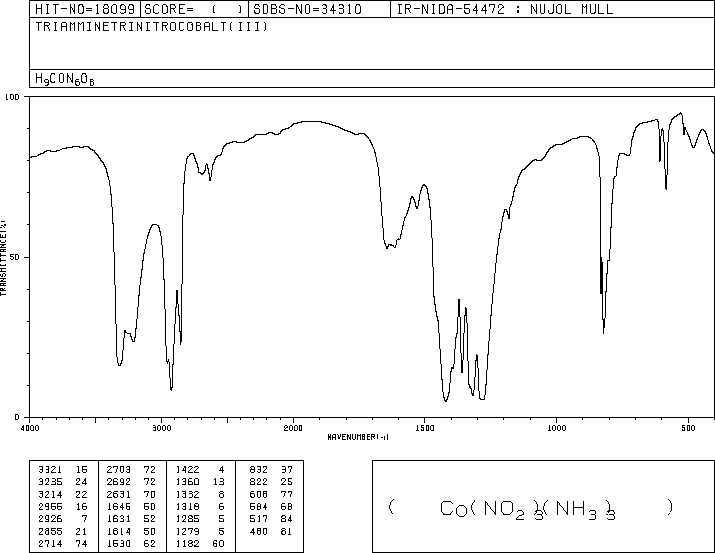 HIT-NO=18099 SCORE= ( ) SDBS-NO=34310 IR-NIDA-54472 : NUJOL MULL
TRIAMMINETRINITROCOBALT(III)
H9CON6O6
100
50
0
TRANSMITTANCE(%)
4000 3000 2000 1500 1000 500
WAVENUMBER(-1)
3321 16 2703 72 1422 4 832 37
3235 24 2692 72 1360 13 822 25
3214 22 2631 70 1332 8 608 77
2955 16 1646 50 1318 6 584 68
2926 7 1631 52 1285 5 517 84
2855 21 1614 50 1279 5 480 81
2714 74 1530 62 1182 60
( Co(NO2)3(NH3)3 )